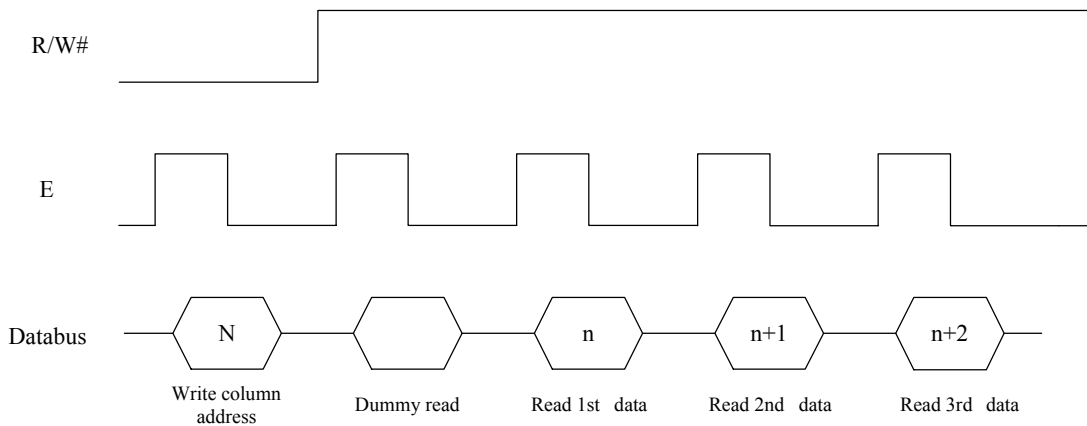 R/W#
E
Databus
N
n
n+1
n+2
Write column
address
Dummy read
Read 1st data
Read 2nd data
Read 3rd data